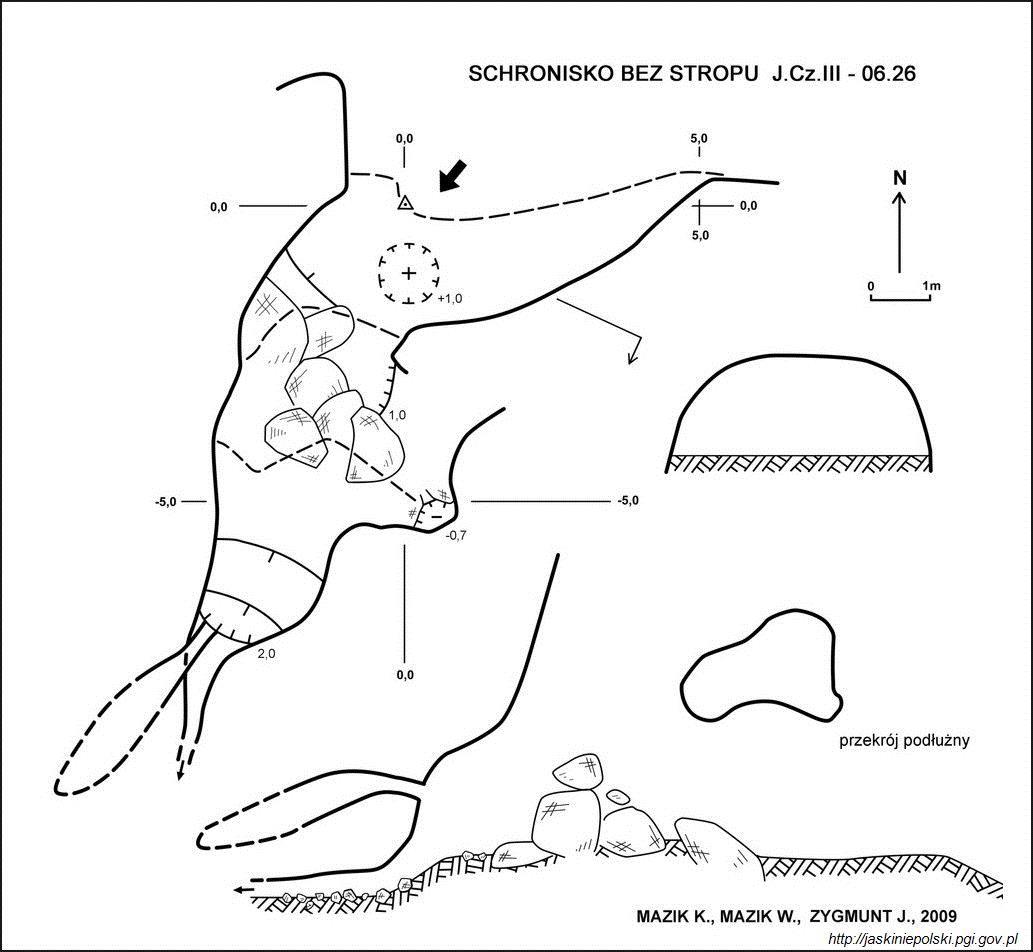 SCHRONISKO BEZ STROPU J.Cz.III - 06.26
0,0
5,0
N
0,0
0,0
5,0
0 1m
+1,0
1,0
-5,0
-5,0
-0,7
2,0
0,0
przekrój podłużny
MAZIK K., MAZIK W., ZYGMUNT J., 2009
http://jaskiniepolski.pgi.gov.pl